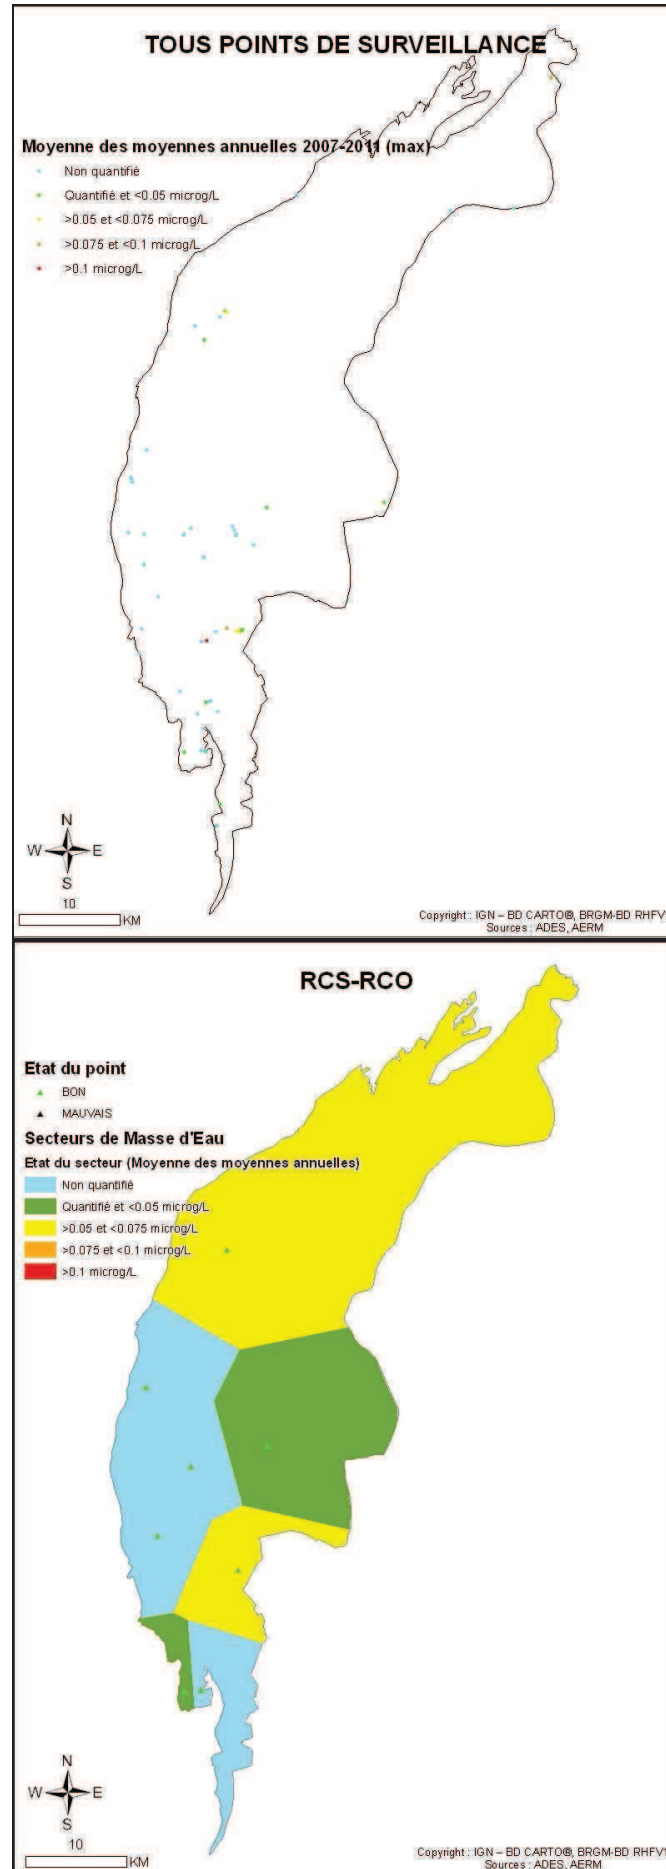 TOUS POINTS DE SURVEILLANCE
Moyenne des moyennes annuelles 2007-2011 (max)
Non quantifié
Quantifié et <0.05 microg/L
>0.05 et <0.075 microg/L
>0.075 et <0.1 microg/L
>0.1 microg/L
N
W E
S
10
KM
Copyright : IGN – BD CARTO®, BRGM-BD RHFV
Sources : ADES, AERM
RCS-RCO
Etat du point
BON
MAUVAIS
Secteurs de Masse d'Eau
Etat du secteur (Moyenne des moyennes annuelles)
Non quantifié
Quantifié et <0.05 microg/L
>0.05 et <0.075 microg/L
>0.075 et <0.1 microg/L
>0.1 microg/L
N
W E
S
10
KM
Copyright : IGN – BD CARTO®, BRGM-BD RHFV
Sources : ADES, AERM